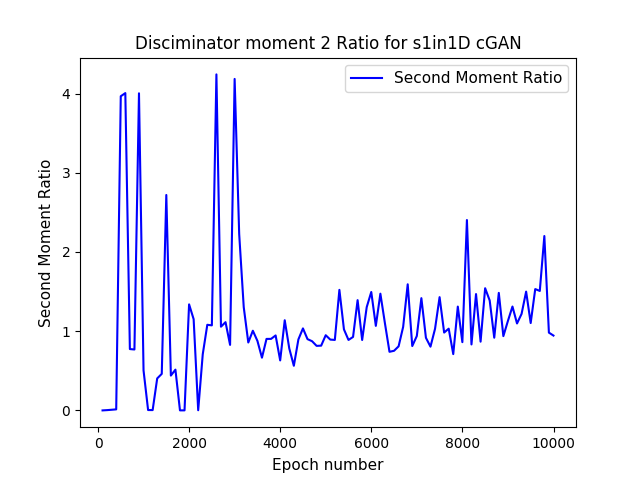 Disciminator moment 2 Ratio for s1in1D cGAN
Second Moment Ratio
Second Moment Ratio
4
3
2
1
0
0 2000 4000 6000 8000 10000
Epoch number